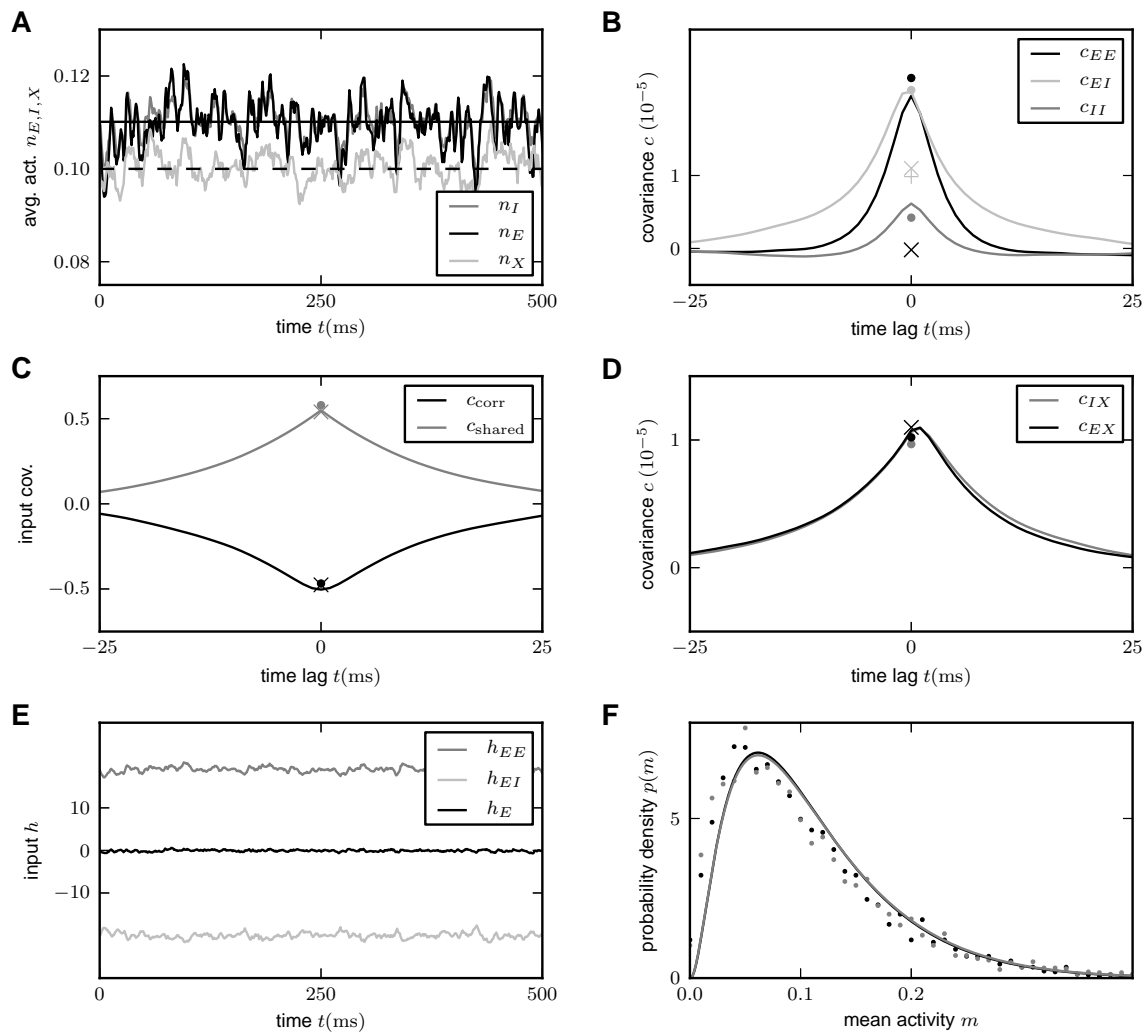 A
avg. act. n_{E,I,X}
0.12
0.10
0.08
n_I
n_E
n_X
0
250
500
time t(ms)
B
covariance c (10^{-5})
1
0
c_{EE}
c_{EI}
c_{II}
−25
0
25
time lag t(ms)
C
input cov.
0.5
0.0
−0.5
c_{corr}
c_{shared}
−25
0
25
time lag t(ms)
D
covariance c (10^{-5})
1
0
c_{IX}
c_{EX}
−25
0
25
time lag t(ms)
E
input h
10
0
−10
h_{EE}
h_{EI}
h_E
0
250
500
time t(ms)
F
probability density p(m)
5
0
0.0
0.1
0.2
mean activity m